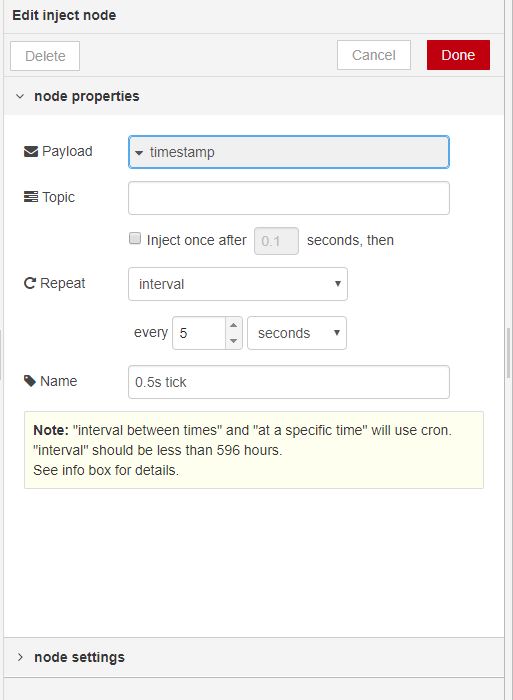 Edit inject node
Delete Cancel Done
node properties
Payload timestamp
Topic
Inject once after 0.1 seconds, then
Repeat interval
every 5 seconds
Name 0.5s tick
Note: "interval between times" and "at a specific time" will use cron.
"interval" should be less than 596 hours.
See info box for details.
node settings